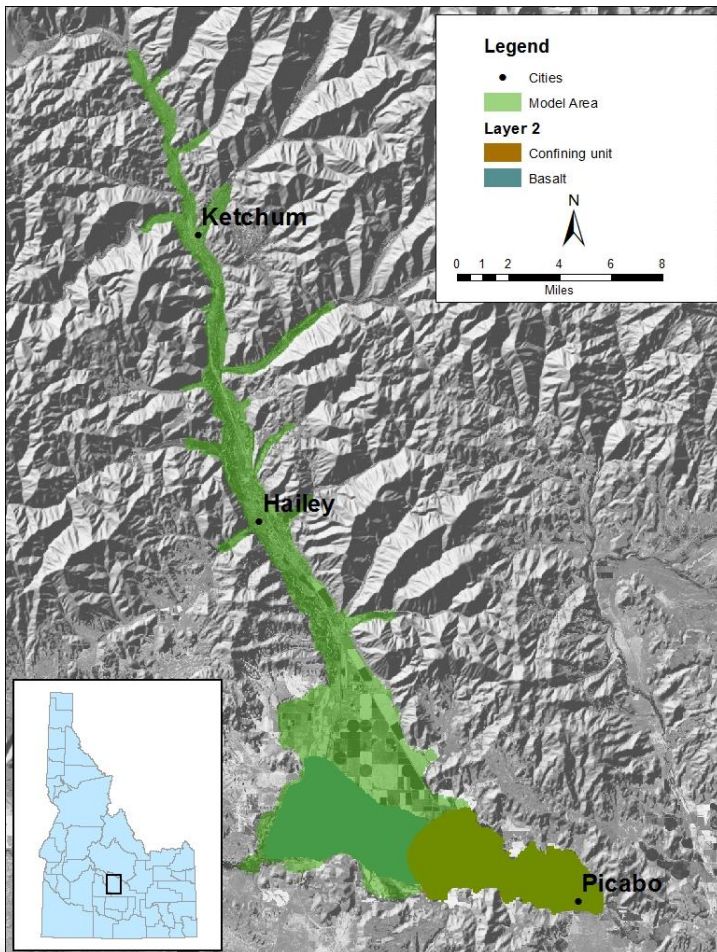 Legend
Cities
Model Area
Layer 2
Confining unit
Basalt
N
0 1 2 4 6 8
Miles
Ketchum
Hailey
Picabo